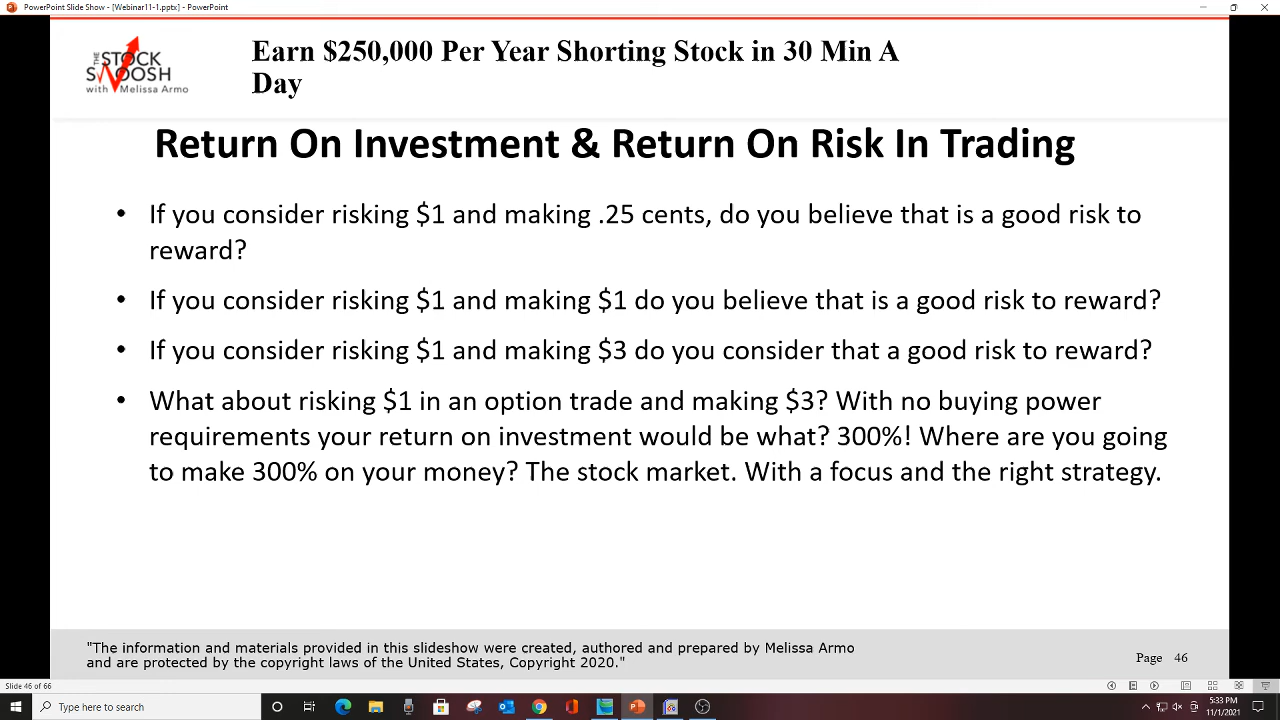 PowerPoint Slide Show - [Webinar11-1.pptx] - PowerPoint
THE
STOCK
SWOOSH
with Melissa Armo
Earn $250,000 Per Year Shorting Stock in 30 Min A
Day
Return On Investment & Return On Risk In Trading
• If you consider risking $1 and making .25 cents, do you believe that is a good risk to
reward?
• If you consider risking $1 and making $1 do you believe that is a good risk to reward?
• If you consider risking $1 and making $3 do you consider that a good risk to reward?
• What about risking $1 in an option trade and making $3? With no buying power
requirements your return on investment would be what? 300%! Where are you going
to make 300% on your money? The stock market. With a focus and the right strategy.
"The information and materials provided in this slideshow were created, authored and prepared by Melissa Armo
and are protected by the copyright laws of the United States, Copyright 2020."
Page 46
Slide 46 of 66
Type here to search
5:33 PM
11/1/2021